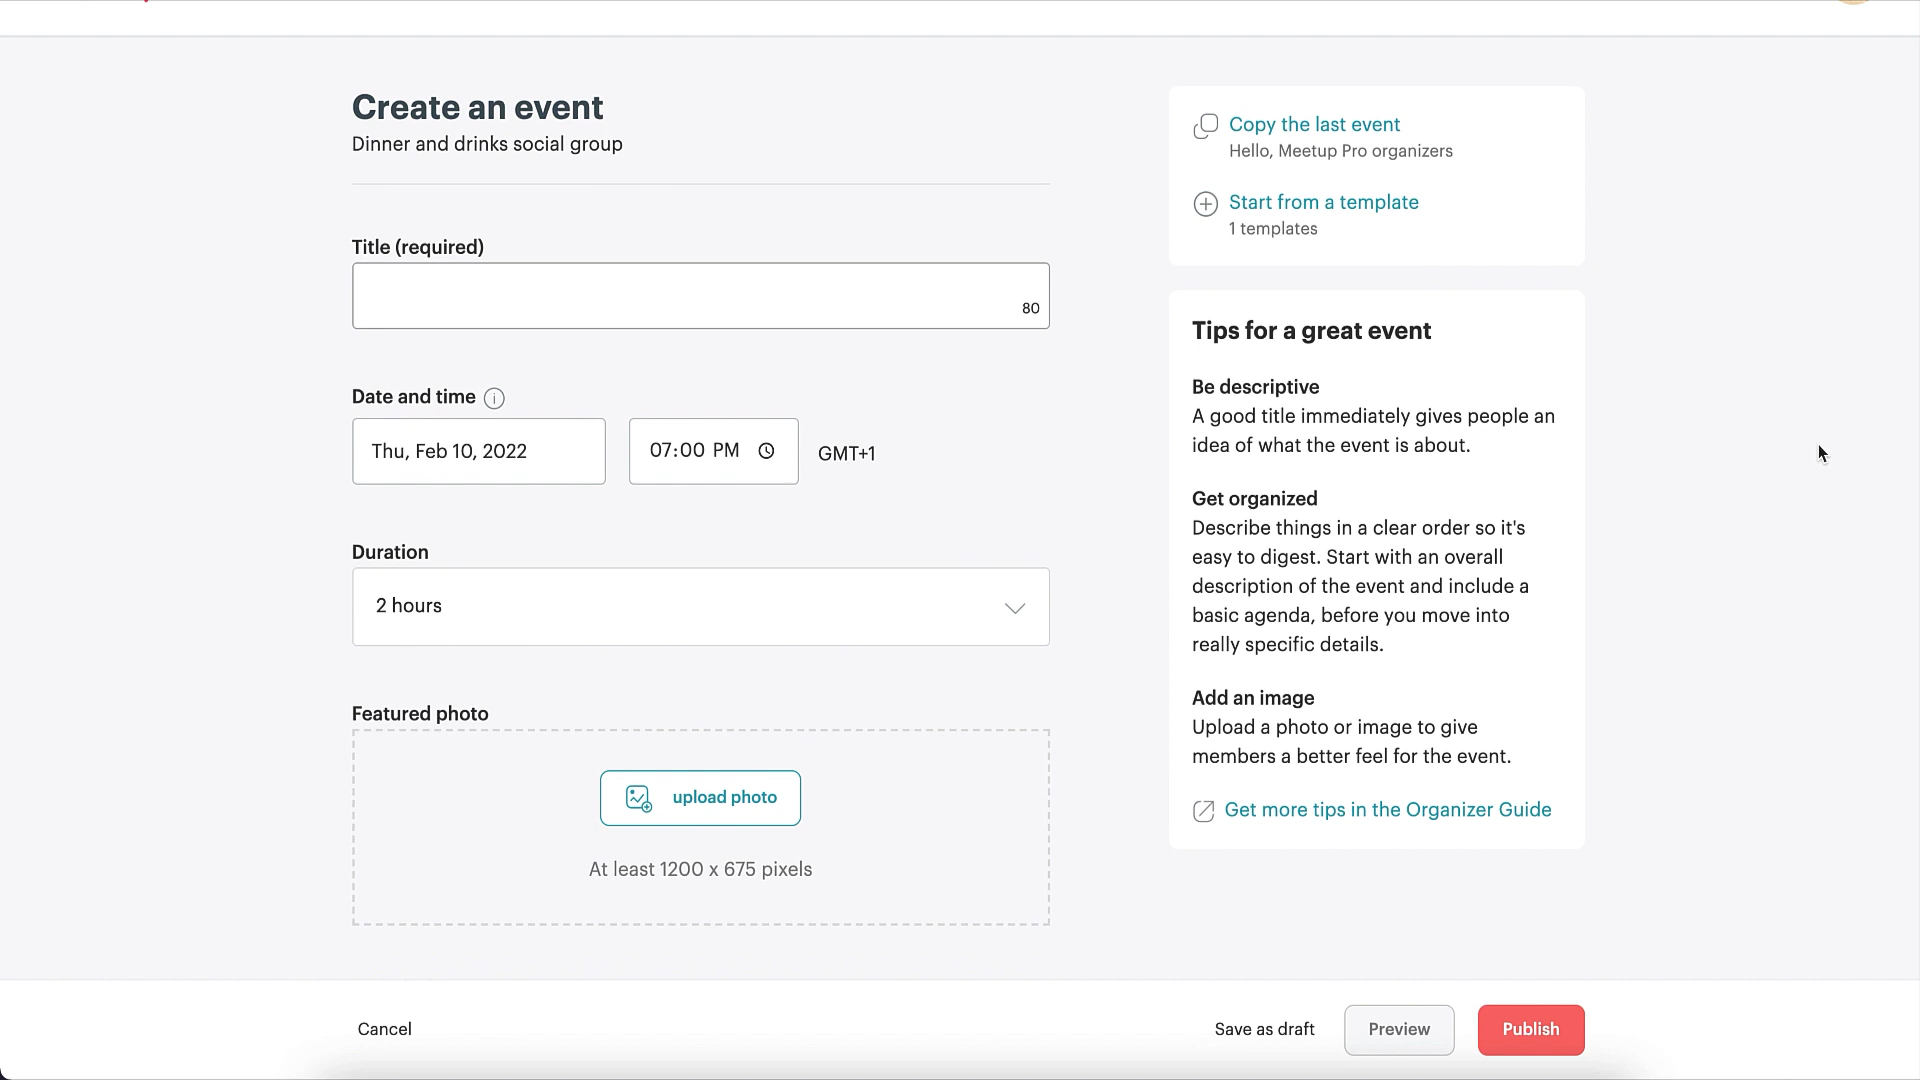 Create an event
Dinner and drinks social group
Title (required)
80
Date and time
Thu, Feb 10, 2022
07:00 PM
GMT+1
Duration
2 hours
Featured photo
upload photo
At least 1200 x 675 pixels
Copy the last event
Hello, Meetup Pro organizers
Start from a template
1 templates
Tips for a great event
Be descriptive
A good title immediately gives people an
idea of what the event is about.
Get organized
Describe things in a clear order so it's
easy to digest. Start with an overall
description of the event and include a
basic agenda, before you move into
really specific details.
Add an image
Upload a photo or image to give
members a better feel for the event.
Get more tips in the Organizer Guide
Cancel
Save as draft
Preview
Publish